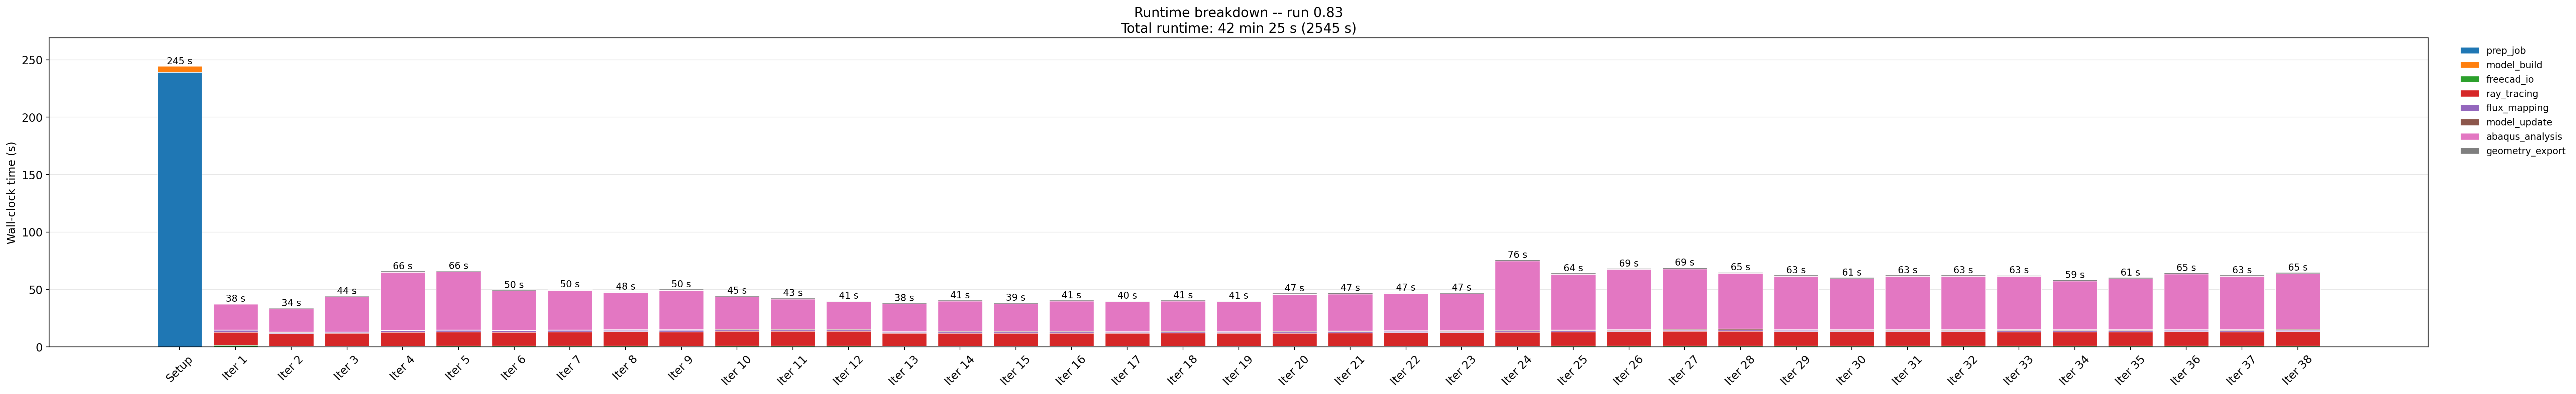 Runtime breakdown -- run 0.83
Total runtime: 42 min 25 s (2545 s)
Wall-clock time (s)
250
200
150
100
50
0
245 s
38 s
34 s
44 s
66 s
66 s
50 s
50 s
48 s
50 s
45 s
43 s
41 s
38 s
41 s
39 s
41 s
40 s
41 s
41 s
47 s
47 s
47 s
47 s
76 s
64 s
69 s
69 s
65 s
63 s
61 s
63 s
63 s
63 s
59 s
61 s
65 s
63 s
65 s
Setup
Iter 1
Iter 2
Iter 3
Iter 4
Iter 5
Iter 6
Iter 7
Iter 8
Iter 9
Iter 10
Iter 11
Iter 12
Iter 13
Iter 14
Iter 15
Iter 16
Iter 17
Iter 18
Iter 19
Iter 20
Iter 21
Iter 22
Iter 23
Iter 24
Iter 25
Iter 26
Iter 27
Iter 28
Iter 29
Iter 30
Iter 31
Iter 32
Iter 33
Iter 34
Iter 35
Iter 36
Iter 37
Iter 38
prep_job
model_build
freecad_io
ray_tracing
flux_mapping
model_update
abaqus_analysis
geometry_export